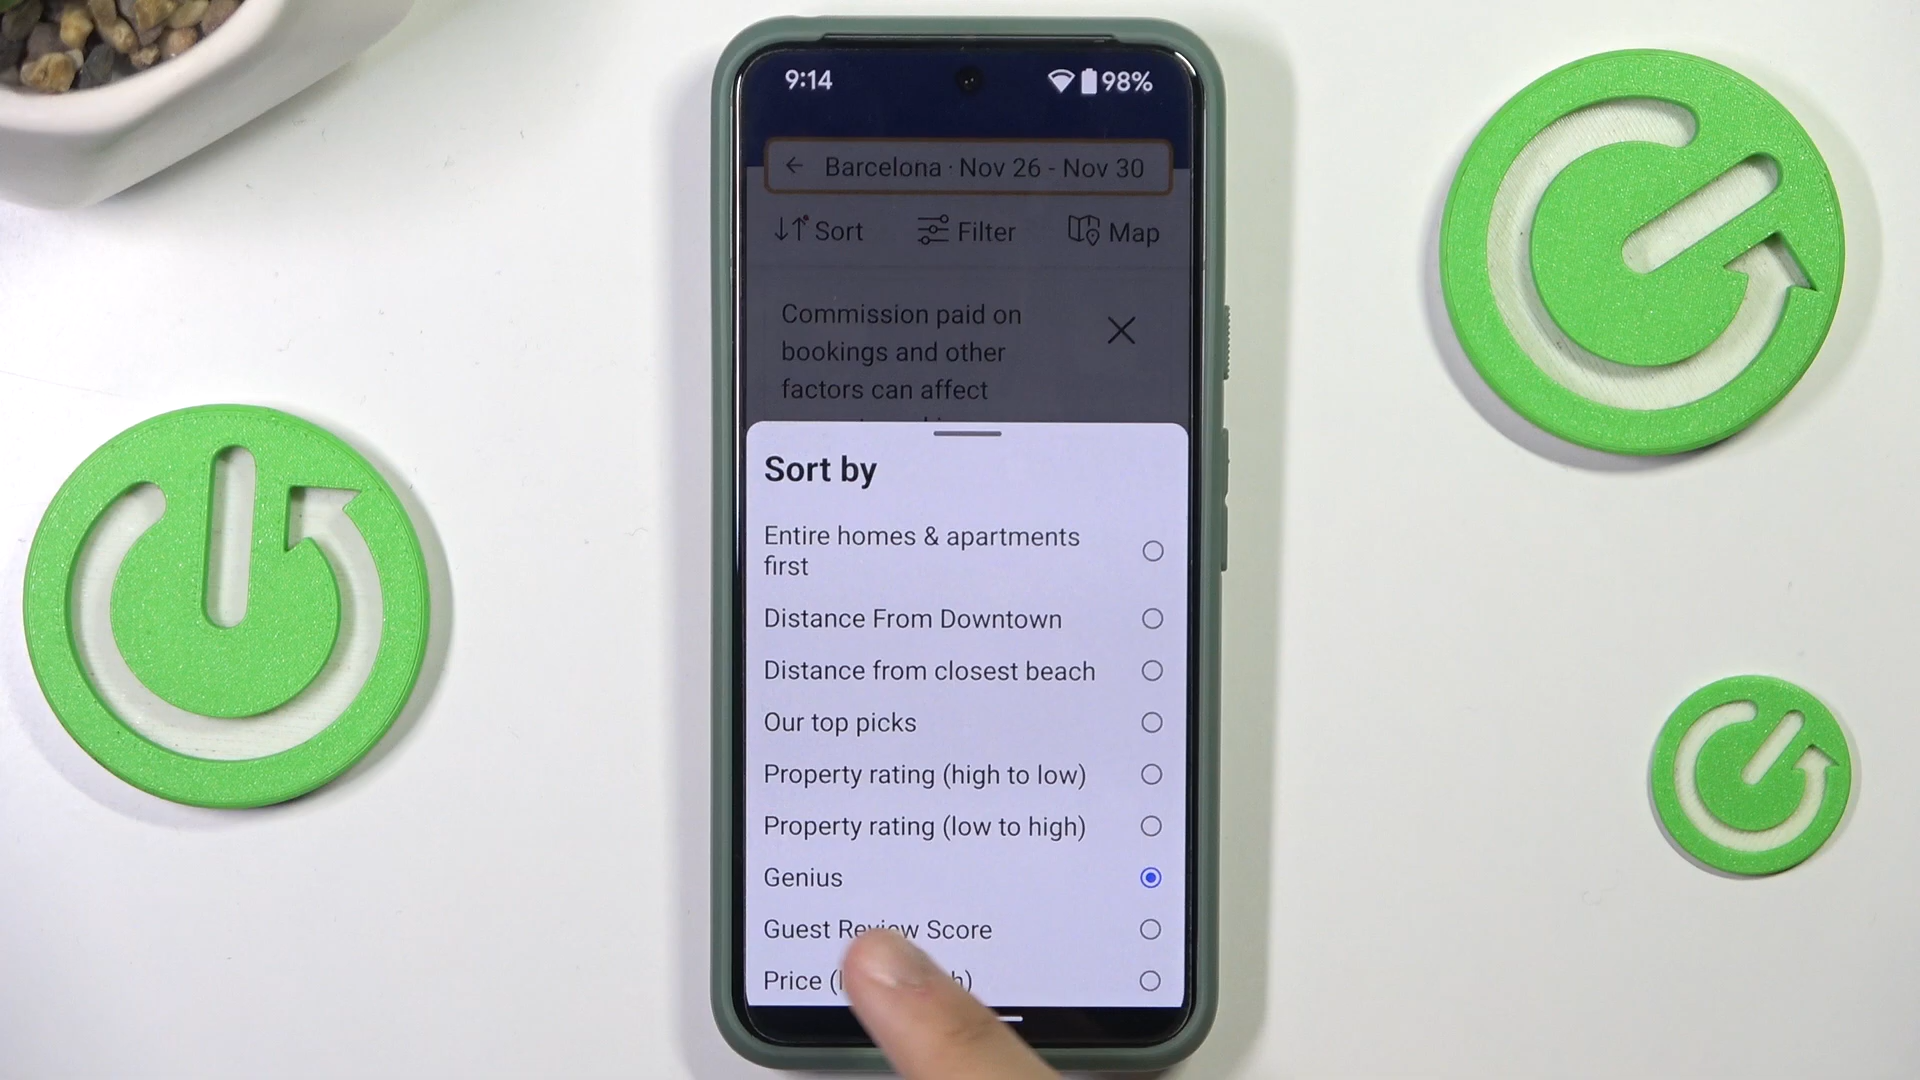 9:14
98%
Barcelona · Nov 26 - Nov 30
Sort
Filter
Map
Commission paid on
bookings and other
factors can affect
Sort by
Entire homes & apartments
first
Distance From Downtown
Distance from closest beach
Our top picks
Property rating (high to low)
Property rating (low to high)
Genius
Guest Review Score
Price